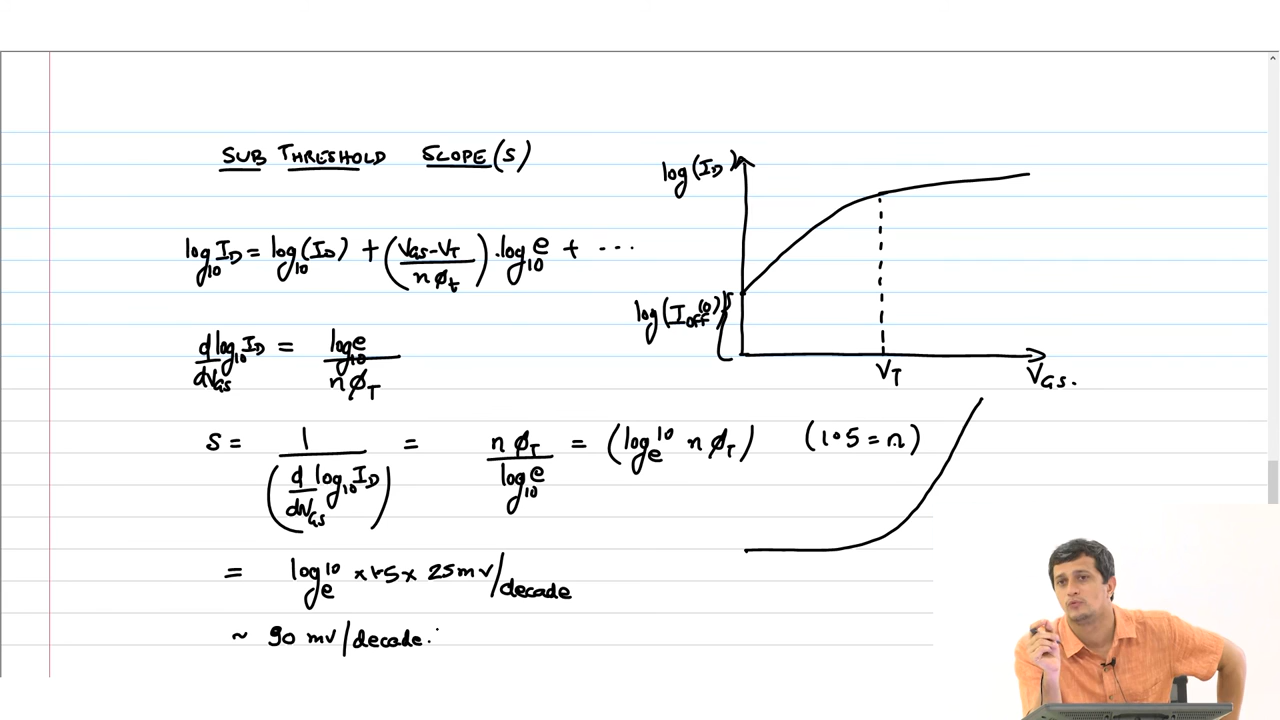 SUB THRESHOLD SLOPE (S)
log₁₀ I_D = log₁₀(I₀) + ((V_GS - V_T) / (n φ_t)) · log₁₀ e + ...
d/dV_GS log₁₀ I_D = log₁₀ e / (n φ_T)
S = 1 / (d/dV_GS log₁₀ I_D) = n φ_T / log₁₀ e = (log_e 10 n φ_T) (1.5 = n)
= log_e 10 × 1.5 × 25 mV/decade
~ 90 mV/decade.
log(I_D)
log(I_off(0))
V_T
V_GS.